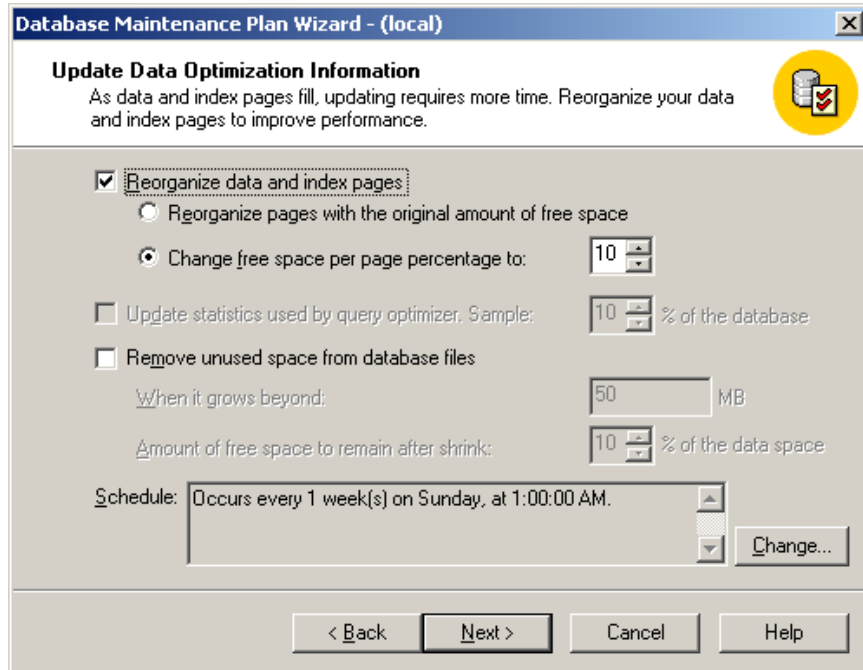 Database Maintenance Plan Wizard - (local)
Update Data Optimization Information
As data and index pages fill, updating requires more time. Reorganize your data
and index pages to improve performance.
Reorganize data and index pages
Reorganize pages with the original amount of free space
Change free space per page percentage to: 10
Update statistics used by query optimizer. Sample: 10 % of the database
Remove unused space from database files
When it grows beyond: 50 MB
Amount of free space to remain after shrink: 10 % of the data space
Schedule: Occurs every 1 week(s) on Sunday, at 1:00:00 AM.
Change...
< Back Next > Cancel Help